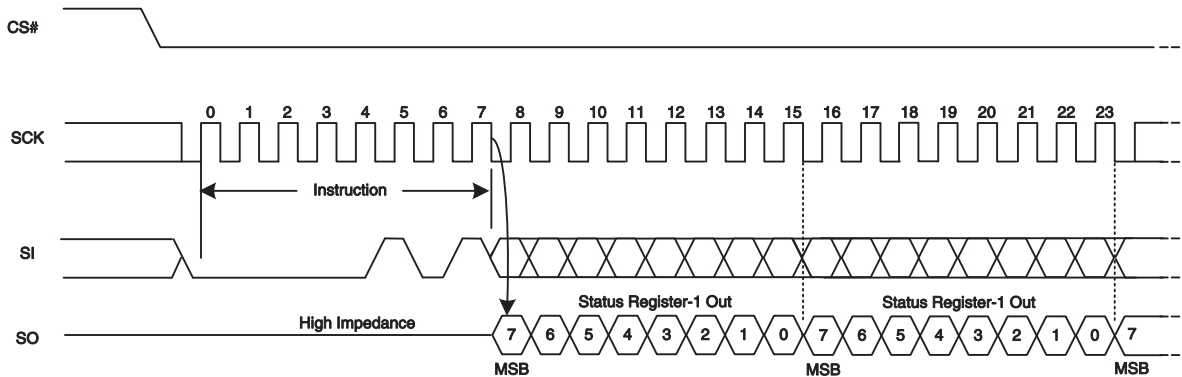 CS#
0 1 2 3 4 5 6 7 8 9 10 11 12 13 14 15 16 17 18 19 20 21 22 23
SCK
Instruction
SI
Status Register-1 Out Status Register-1 Out
High Impedance
SO
7 6 5 4 3 2 1 0 7 6 5 4 3 2 1 0 7
MSB MSB MSB